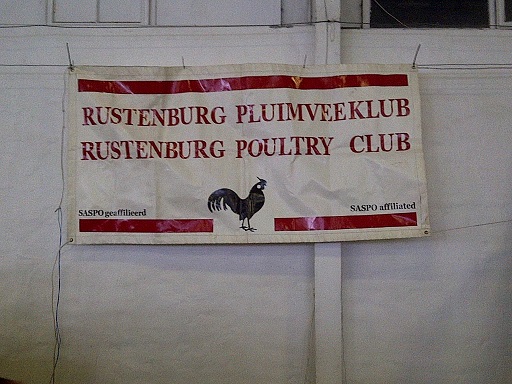 RUSTENBURG PLUIMVEEKLUB
RUSTENBURG POULTRY CLUB
SASPO geaffilieerd
SASPO affiliated